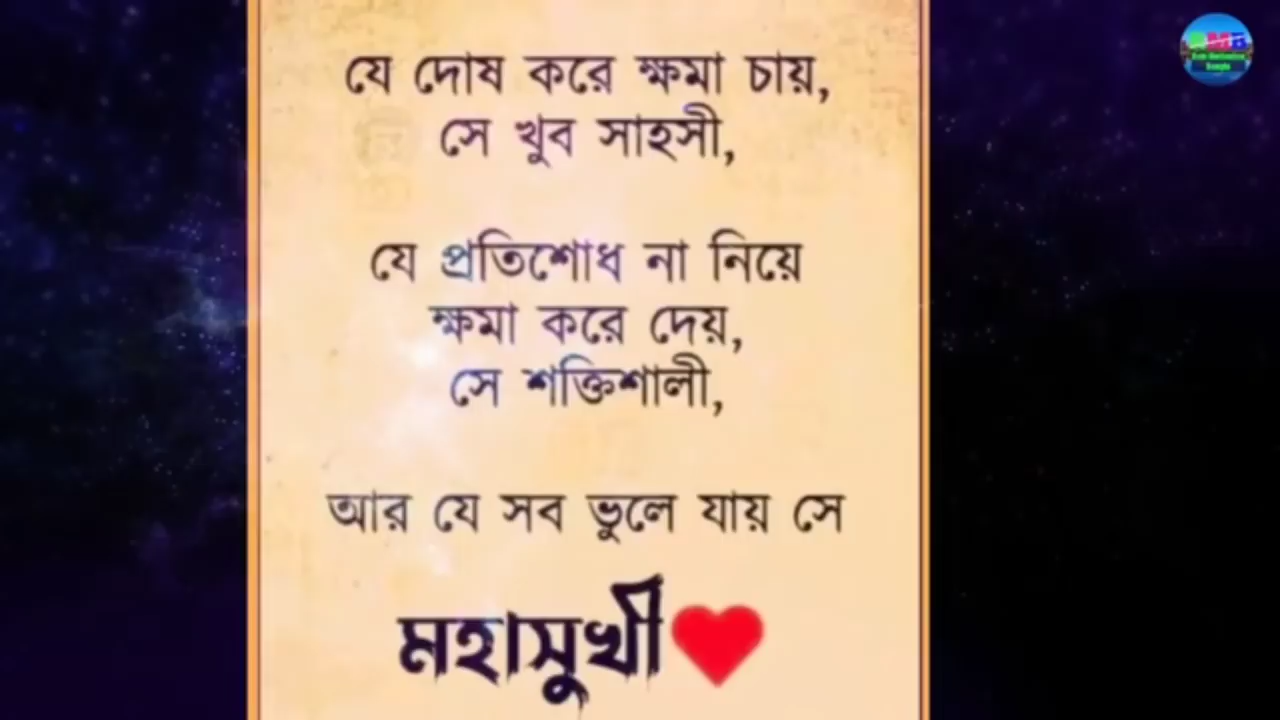 যে দোষ করে ক্ষমা চায়,
সে খুব সাহসী,
যে প্রতিশোধ না নিয়ে
ক্ষমা করে দেয়,
সে শক্তিশালী,
আর যে সব ভুলে যায় সে
মহাসুখী